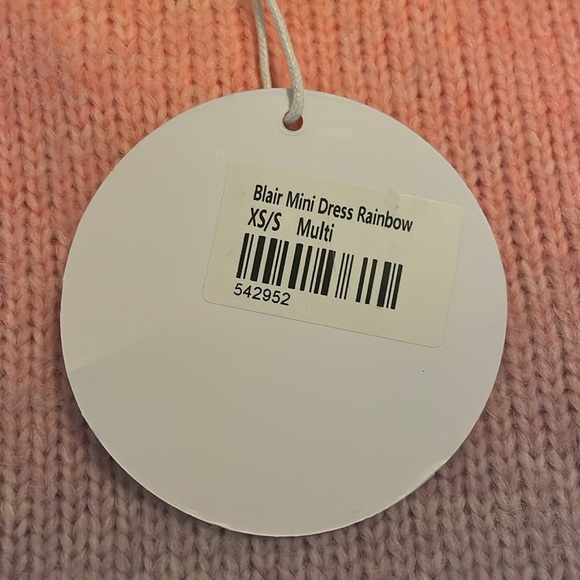 Blair Mini Dress Rainbow
XS/S Multi
542952